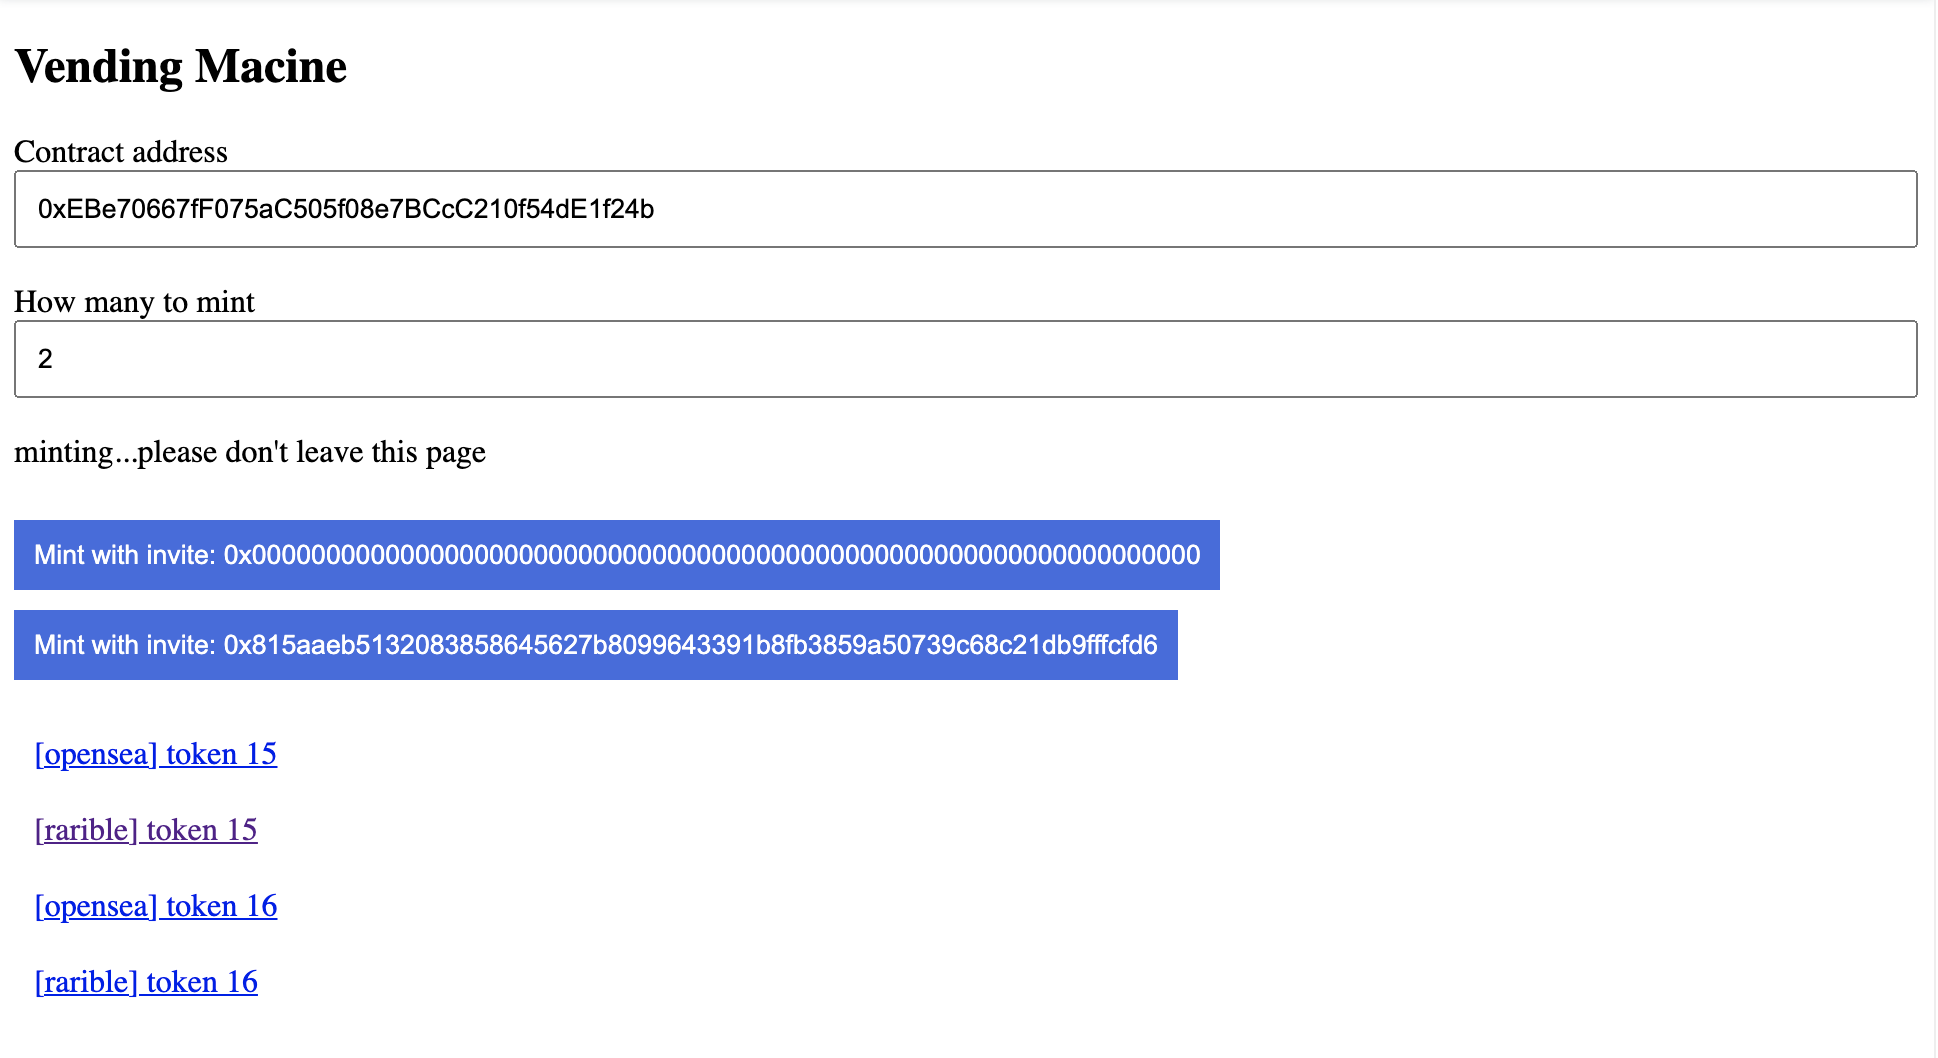 Vending Macine
Contract address
0xEBe70667fF075aC505f08e7BCcC210f54dE1f24b
How many to mint
2
minting...please don't leave this page
Mint with invite: 0x0000000000000000000000000000000000000000000000000000000000000000
Mint with invite: 0x815aaeb5132083858645627b8099643391b8fb3859a50739c68c21db9fffcfd6
[opensea] token 15
[rarible] token 15
[opensea] token 16
[rarible] token 16